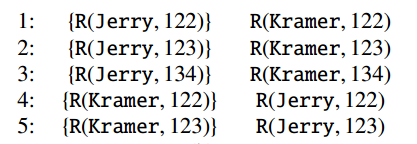 1: {R(Jerry, 122)} R(Kramer, 122)
2: {R(Jerry, 123)} R(Kramer, 123)
3: {R(Jerry, 134)} R(Kramer, 134)
4: {R(Kramer, 122)} R(Jerry, 122)
5: {R(Kramer, 123)} R(Jerry, 123)